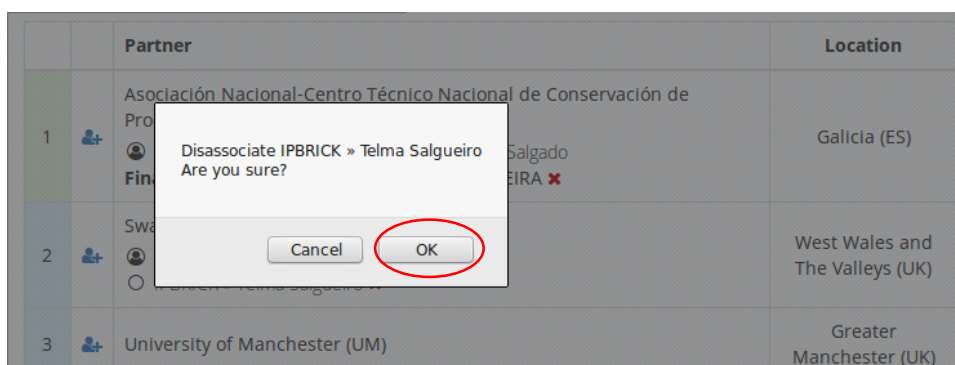 Partner Location
Asociación Nacional-Centro Técnico Nacional de Conservación de
Pro
1 Galicia (ES)
Disassociate IPBRICK » Telma Salgueiro
Are you sure?
Salgado
Fin EIRA
Swa
Cancel OK
2 West Wales and
The Valleys (UK)
3 University of Manchester (UM) Greater
Manchester (UK)